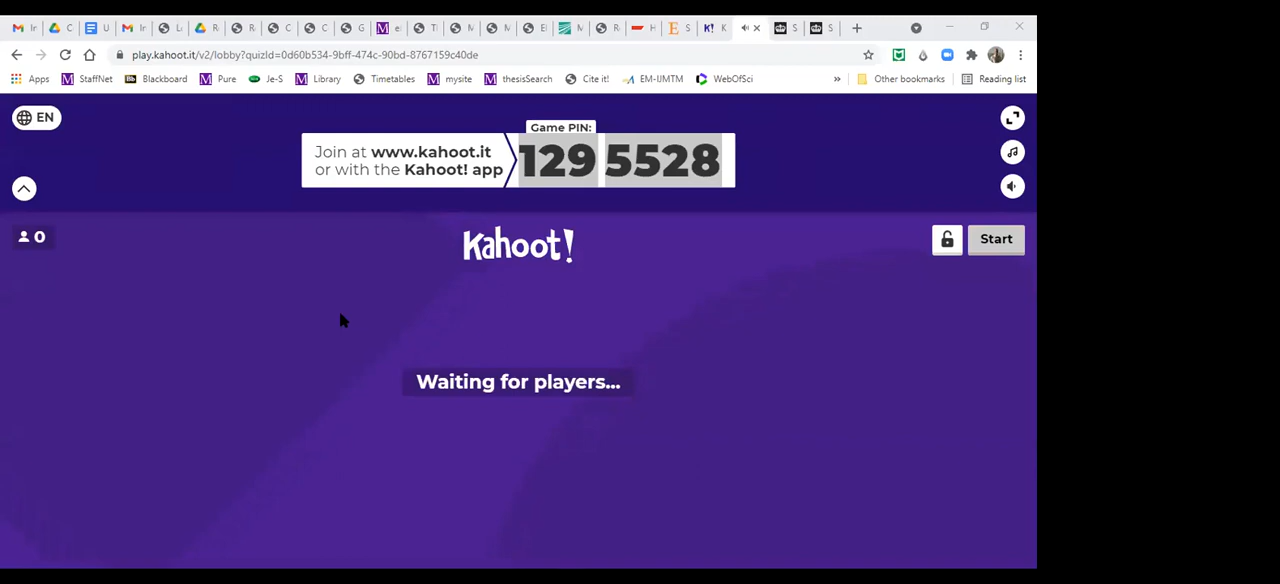 play.kahoot.it/v2/lobby?quizId=0d60b534-9bff-474c-90bd-8767159c40de
Apps StaffNet Blackboard Pure Je-S Library Timetables mysite thesisSearch Cite it! EM-IJMTM WebOfSci » Other bookmarks Reading list
EN
Game PIN:
Join at www.kahoot.it
or with the Kahoot! app
129 5528
0
Kahoot!
Start
Waiting for players...